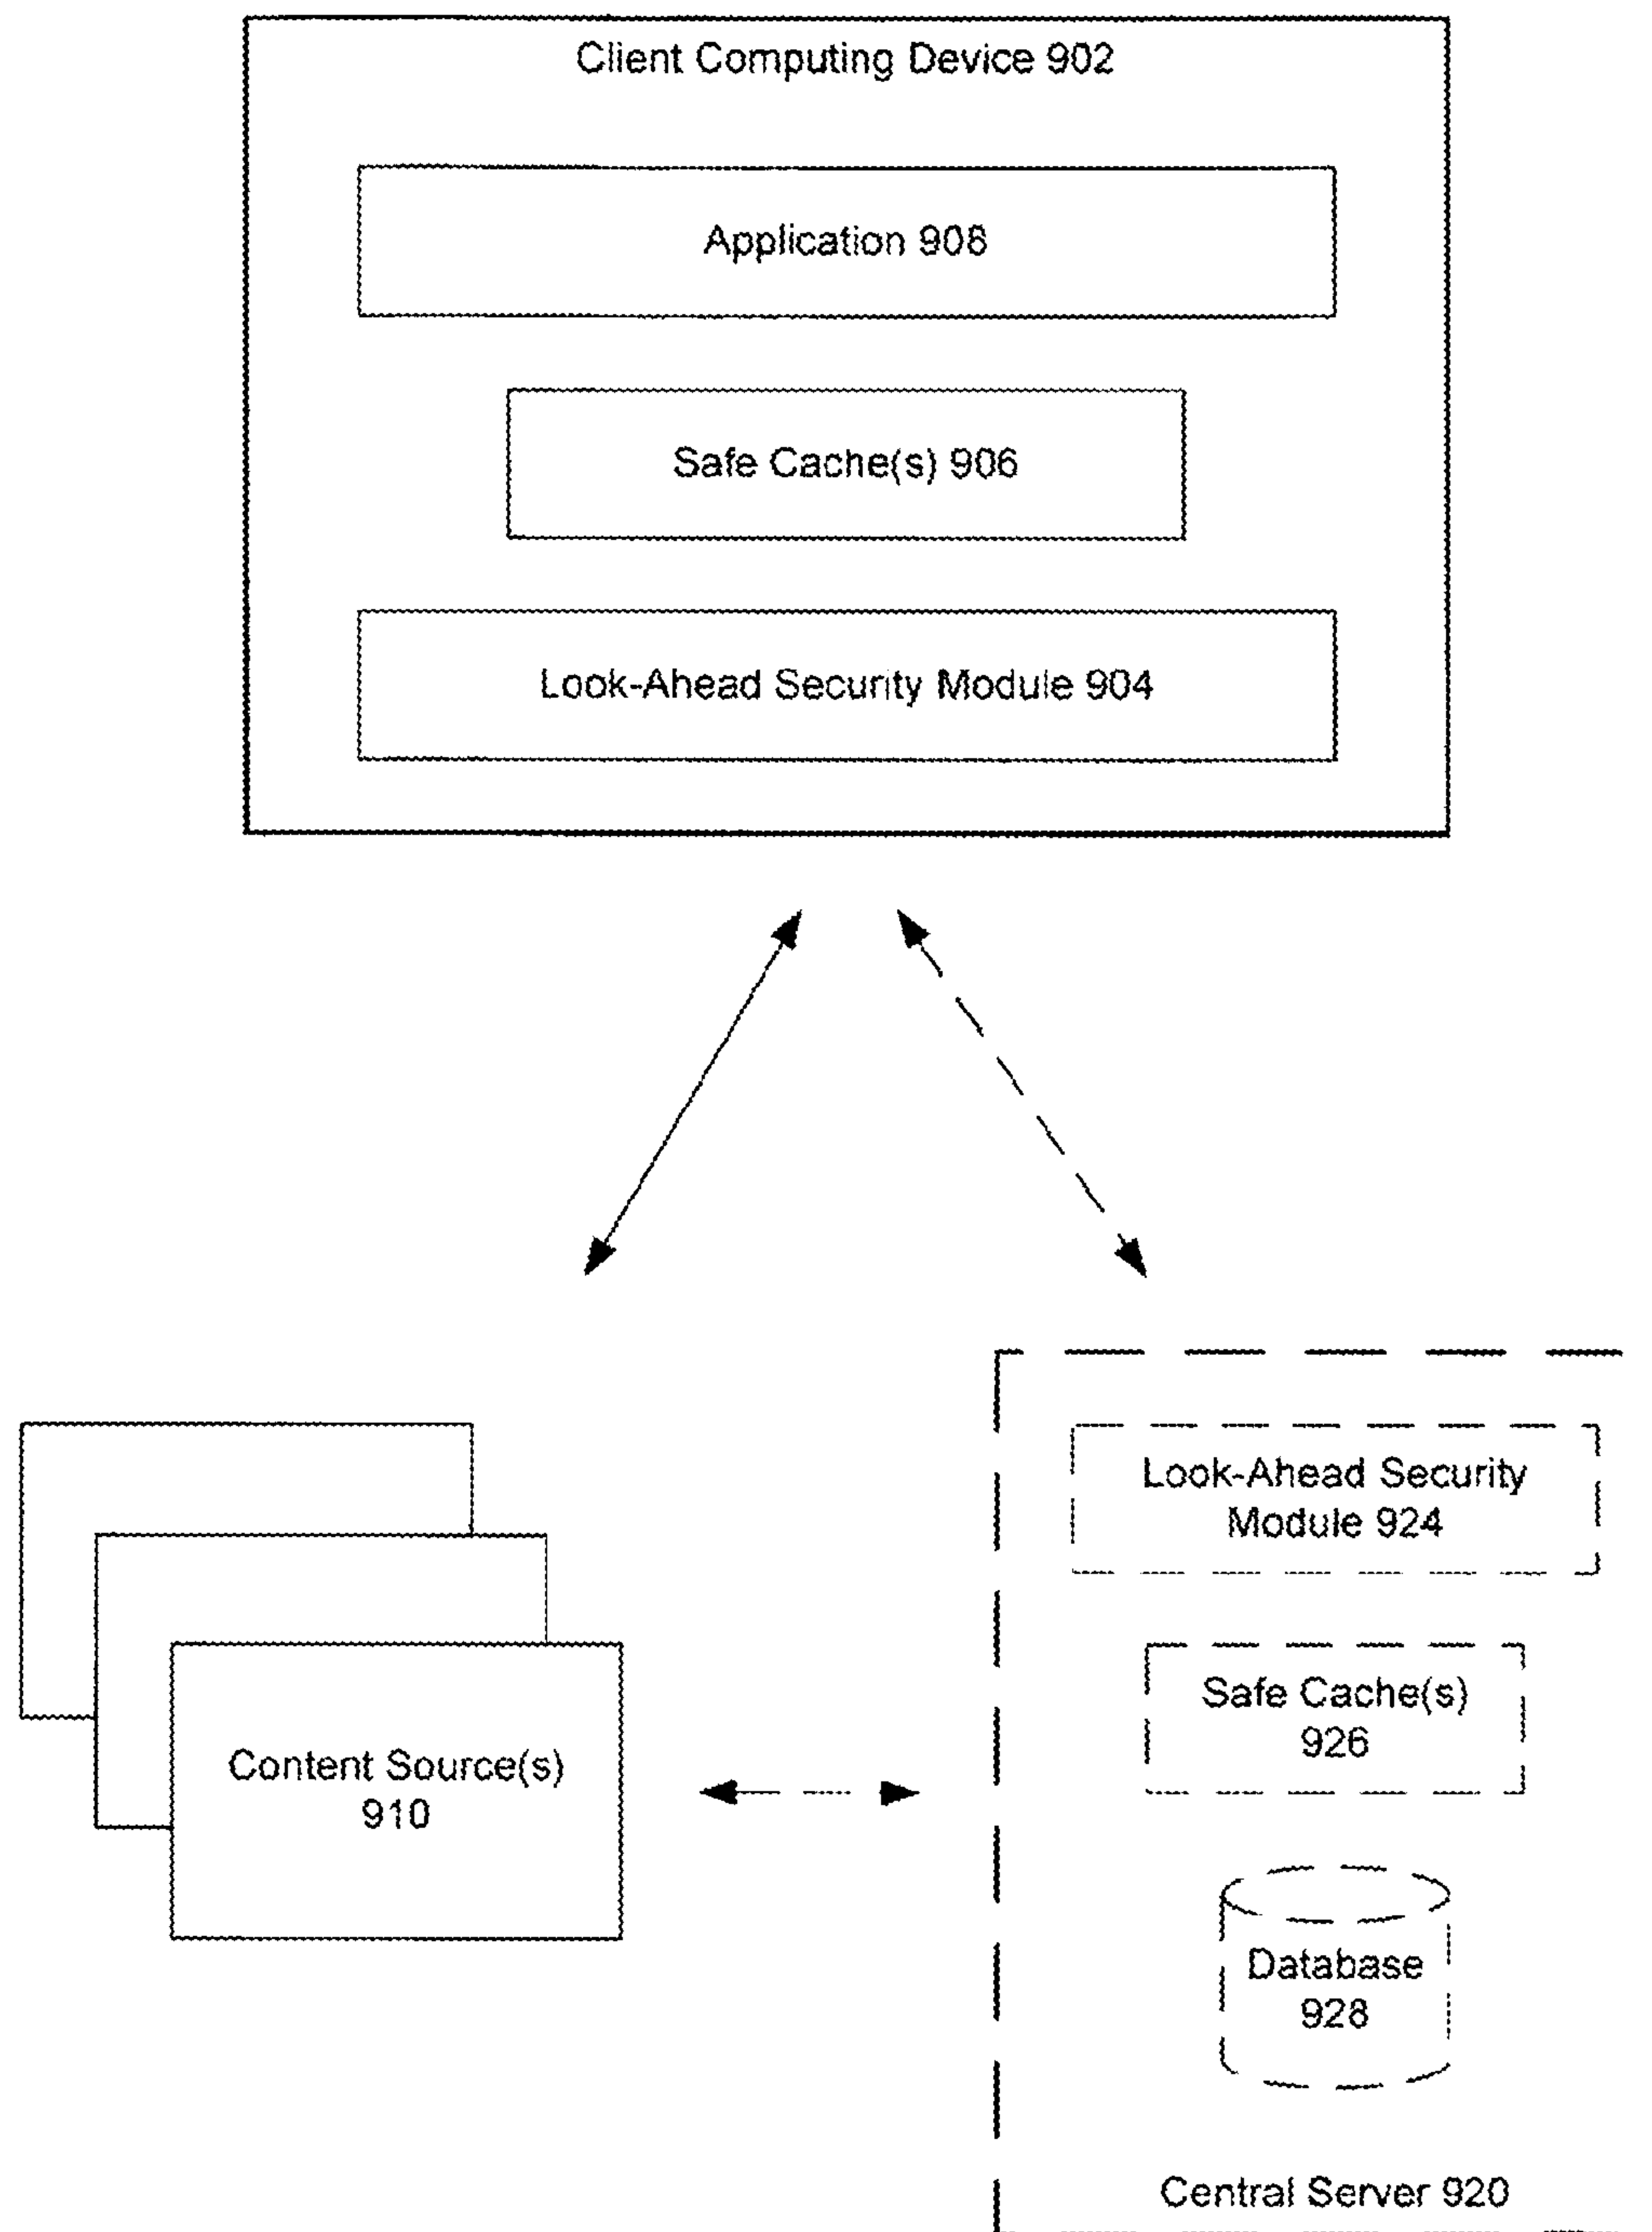 Client Computing Device 902
Application 908
Safe Cache(s) 906
Look-Ahead Security Module 904
Look-Ahead Security
Module 924
Safe Cache(s)
926
Content Source(s)
910
Database
928
Central Server 920